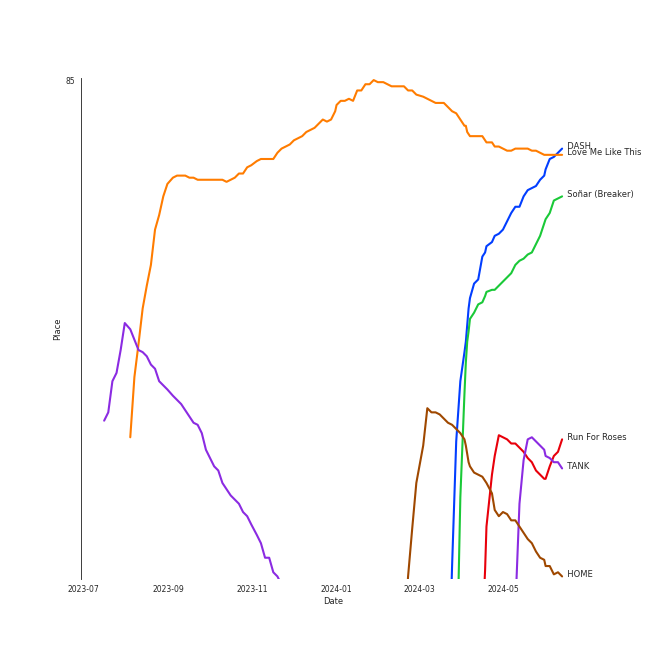 85
DASH
Love Me Like This
Soñar (Breaker)
Place
Run For Roses
TANK
HOME
2023-07 2023-09 2023-11 2024-01 2024-03 2024-05
Date